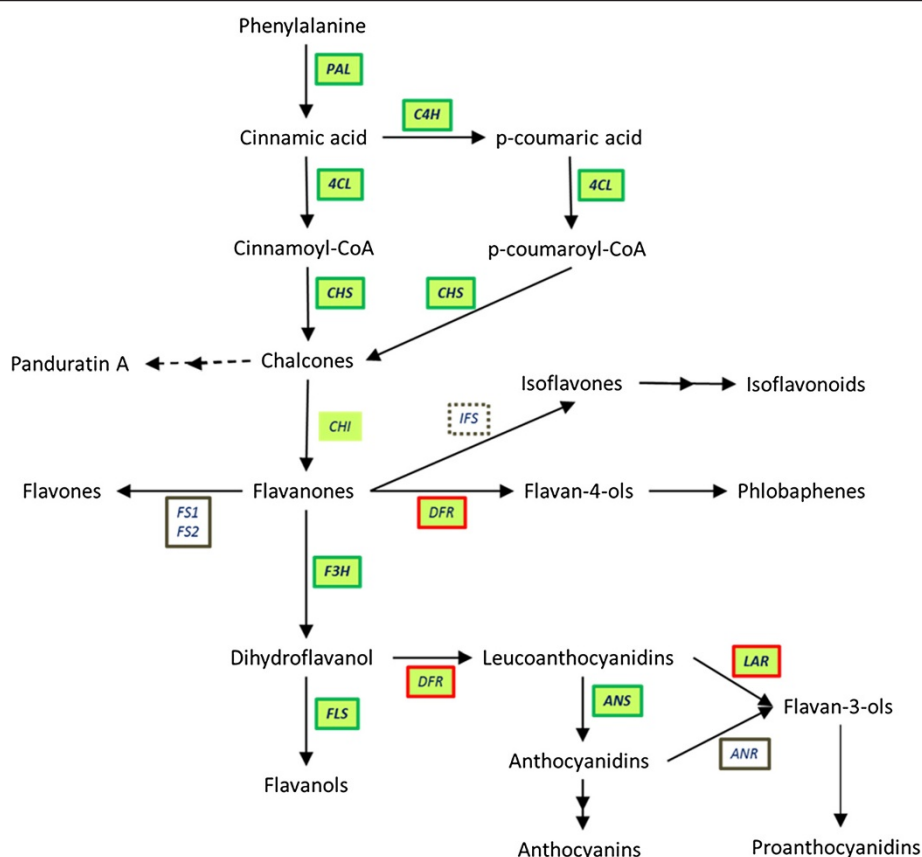 Phenylalanine
PAL
C4H
Cinnamic acid
p-coumaric acid
4CL
4CL
Cinnamoyl-CoA
p-coumaroyl-CoA
CHS
CHS
Panduratin A
Chalcones
Isoflavones
Isoflavonoids
CHI
IFS
Flavones
Flavanones
Flavan-4-ols
Phlobaphenes
FS1
FS2
DFR
F3H
Dihydroflavanol
Leucoanthocyanidins
LAR
DFR
FLS
ANS
Flavan-3-ols
Anthocyanidins
ANR
Flavanols
Anthocyanins
Proanthocyanidins